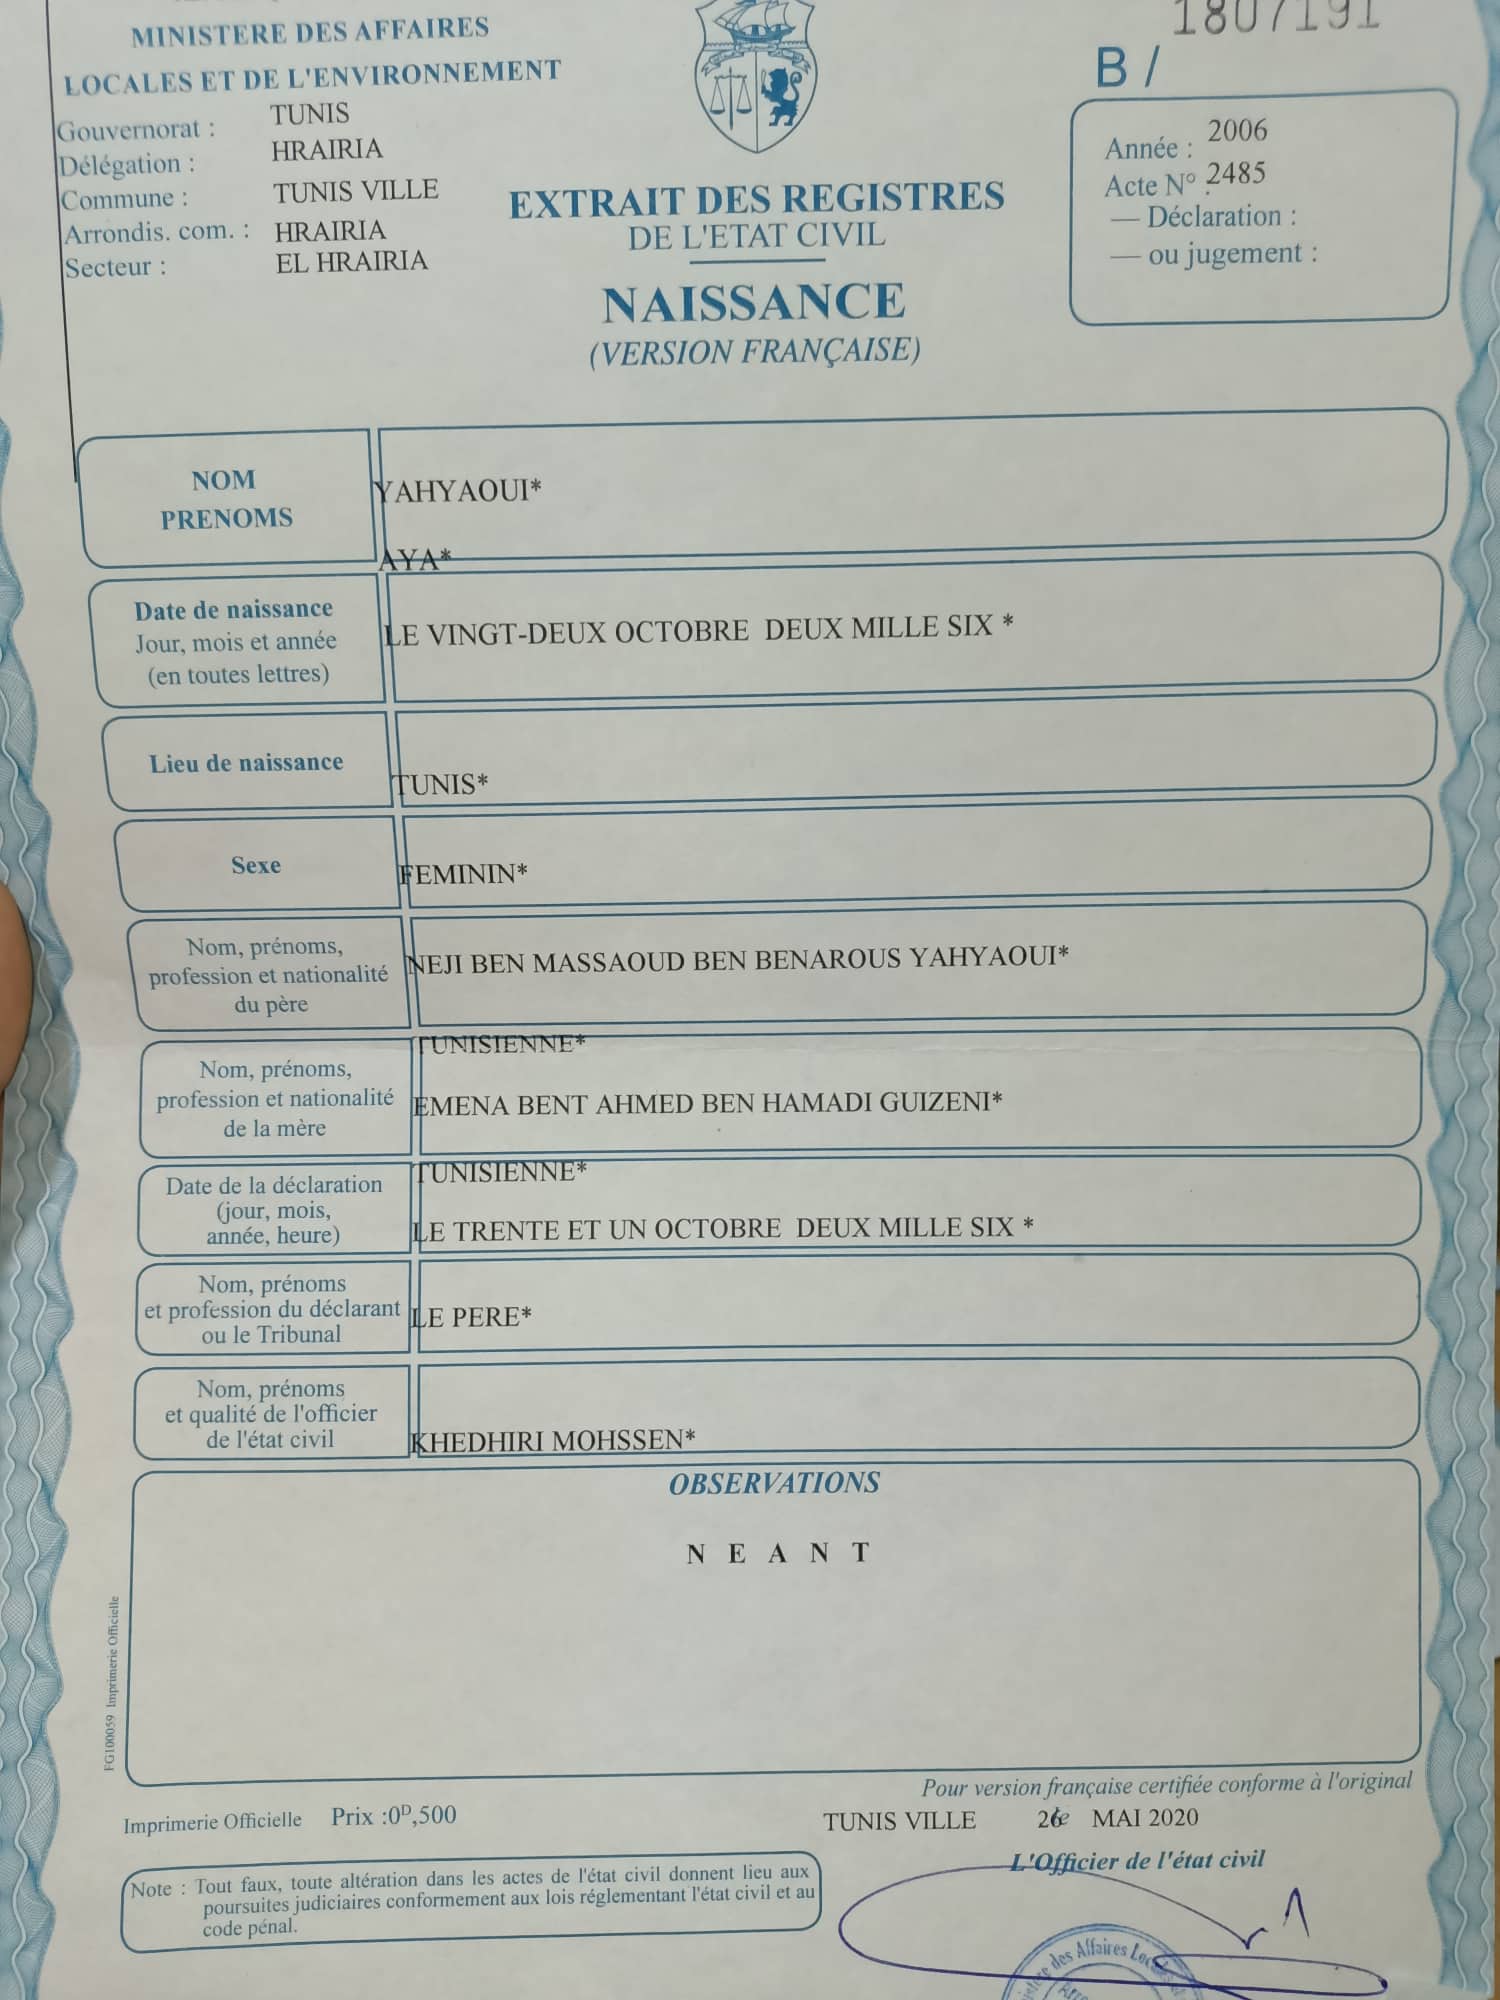 MINISTERE DES AFFAIRES
LOCALES ET DE L'ENVIRONNEMENT
Gouvernorat : TUNIS
Délégation : HRAIRIA
Commune : TUNIS VILLE
Arrondis. com. : HRAIRIA
Secteur : EL HRAIRIA
EXTRAIT DES REGISTRES
DE L'ETAT CIVIL
NAISSANCE
(VERSION FRANÇAISE)
1807191
B /
Année : 2006
Acte N° : 2485
— Déclaration :
— ou jugement :
NOM
PRENOMS
YAHYAOUI*
AYA*
Date de naissance
Jour, mois et année
(en toutes lettres)
LE VINGT-DEUX OCTOBRE DEUX MILLE SIX *
Lieu de naissance
TUNIS*
Sexe
FEMININ*
Nom, prénoms,
profession et nationalité
du père
NEJI BEN MASSAOUD BEN BENAROUS YAHYAOUI*
TUNISIENNE*
Nom, prénoms,
profession et nationalité
de la mère
EMENA BENT AHMED BEN HAMADI GUIZENI*
TUNISIENNE*
Date de la déclaration
(jour, mois,
année, heure)
LE TRENTE ET UN OCTOBRE DEUX MILLE SIX *
Nom, prénoms
et profession du déclarant
ou le Tribunal
LE PERE*
Nom, prénoms
et qualité de l'officier
de l'état civil
KHEDHIRI MOHSSEN*
OBSERVATIONS
N E A N T
FG100059 Imprimerie Officielle
Pour version française certifiée conforme à l'original
Imprimerie Officielle Prix :0D,500
TUNIS VILLE MAI 2020
L'Officier de l'état civil
Note : Tout faux, toute altération dans les actes de l'état civil donnent lieu aux
poursuites judiciaires conformement aux lois réglementant l'état civil et au
code pénal.
des Affaires